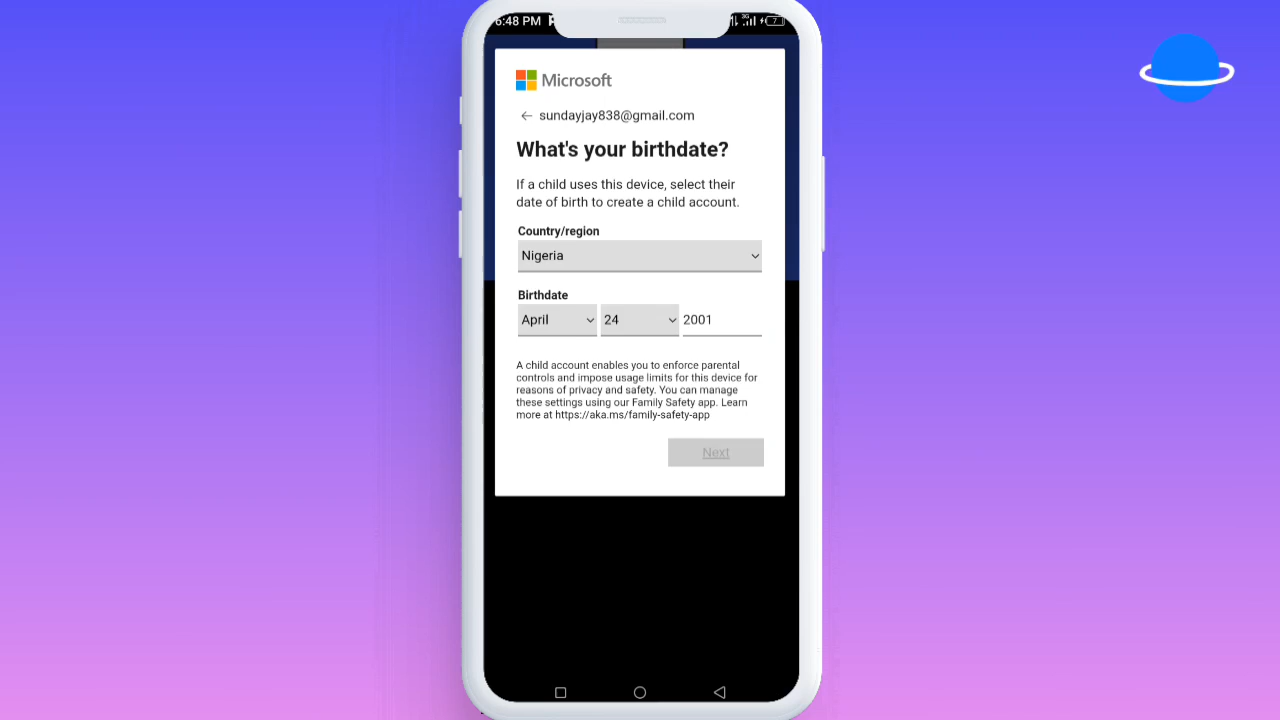 6:48 PM
3G
7
Microsoft
← sundayjay838@gmail.com
What's your birthdate?
If a child uses this device, select their
date of birth to create a child account.
Country/region
Nigeria
Birthdate
April 24 2001
A child account enables you to enforce parental
controls and impose usage limits for this device for
reasons of privacy and safety. You can manage
these settings using our Family Safety app. Learn
more at https://aka.ms/family-safety-app
Next